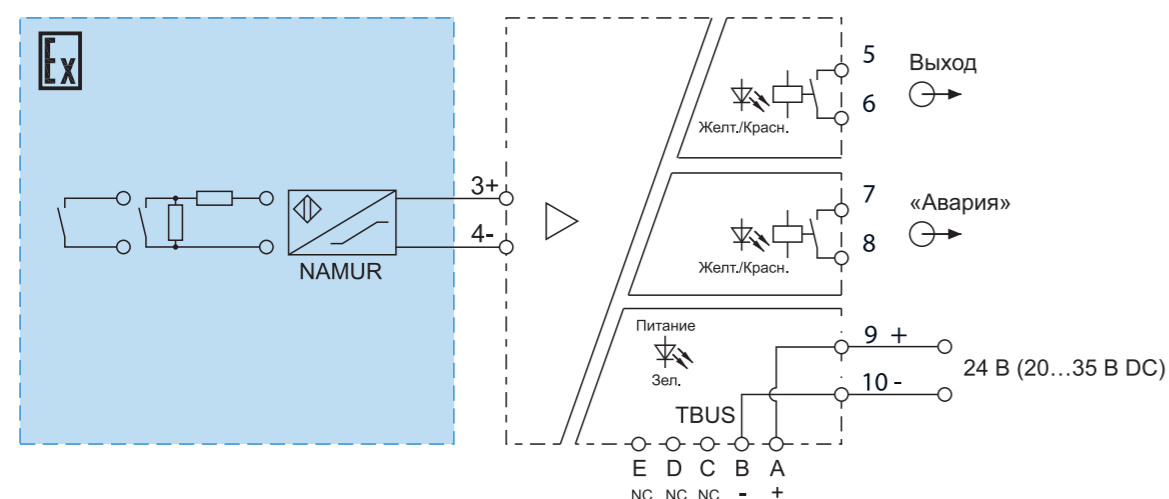 Ex
5
Выход
6
Желт./Красн.
3+
7
«Авария»
4-
8
NAMUR
Желт./Красн.
Питание
9 +
24 В (20...35 В DC)
Зел.
10 -
TBUS
E D C B A
NC NC NC - +